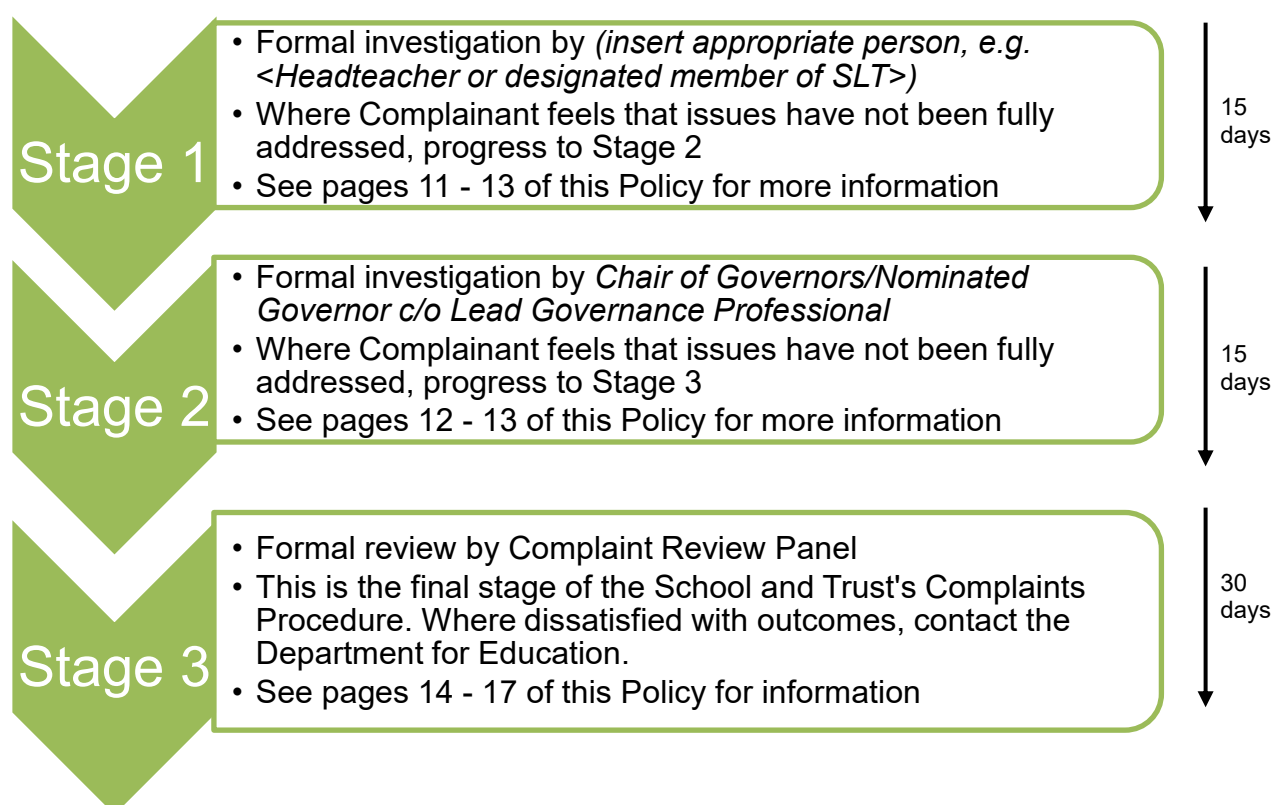 Stage 1
• Formal investigation by (insert appropriate person, e.g.
<Headteacher or designated member of SLT>)
• Where Complainant feels that issues have not been fully
addressed, progress to Stage 2
• See pages 11 - 13 of this Policy for more information
15
days
Stage 2
• Formal investigation by Chair of Governors/Nominated
Governor c/o Lead Governance Professional
• Where Complainant feels that issues have not been fully
addressed, progress to Stage 3
• See pages 12 - 13 of this Policy for more information
15
days
Stage 3
• Formal review by Complaint Review Panel
• This is the final stage of the School and Trust's Complaints
Procedure. Where dissatisfied with outcomes, contact the
Department for Education.
• See pages 14 - 17 of this Policy for information
30
days